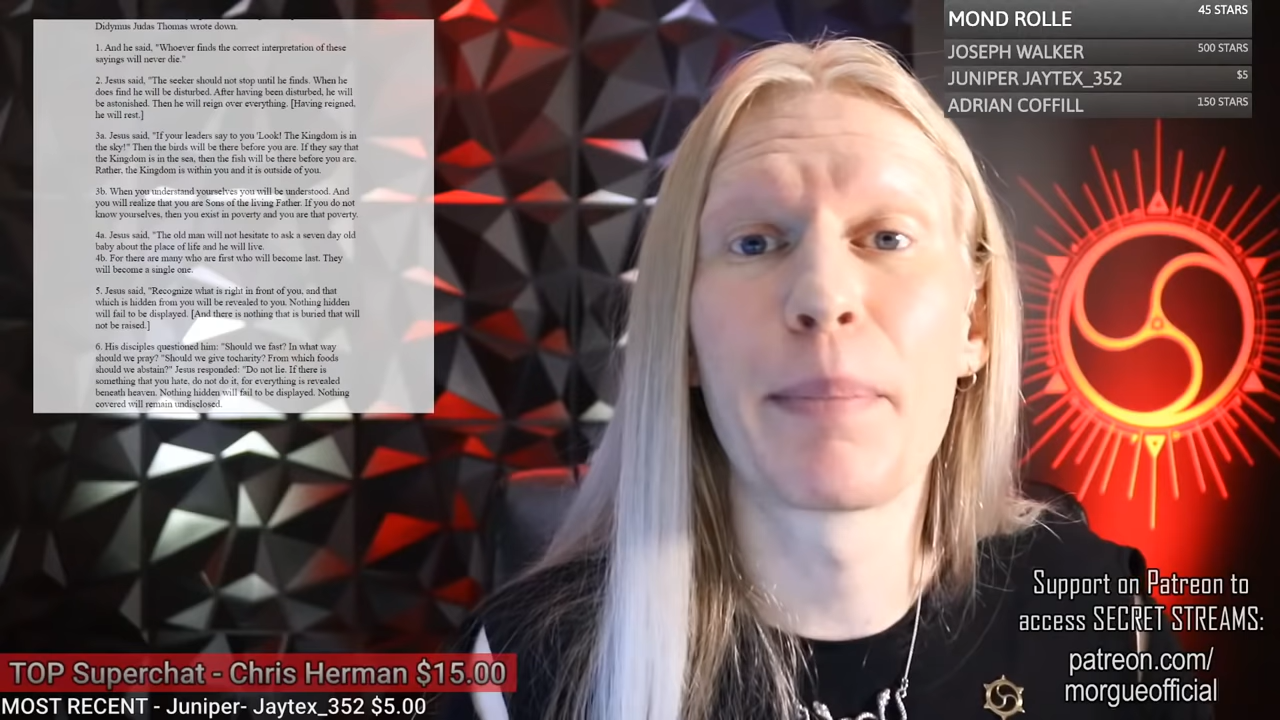 Didymus Judas Thomas wrote down.
1. And he said, "Whoever finds the correct interpretation of these
sayings will never die."
2. Jesus said, "The seeker should not stop until he finds. When he
does find he will be disturbed. After having been disturbed, he will
be astonished. Then he will reign over everything. [Having reigned,
he will rest.]
3a. Jesus said, "If your leaders say to you 'Look! The Kingdom is in
the sky!" Then the birds will be there before you are. If they say that
the Kingdom is in the sea, then the fish will be there before you are.
Rather, the Kingdom is within you and it is outside of you.
3b. When you understand yourselves you will be understood. And
you will realize that you are Sons of the living Father. If you do not
know yourselves, then you exist in poverty and you are that poverty.
4a. Jesus said, "The old man will not hesitate to ask a seven day old
baby about the place of life and he will live.
4b. For there are many who are first who will become last. They
will become a single one.
5. Jesus said, "Recognize what is right in front of you, and that
which is hidden from you will be revealed to you. Nothing hidden
will fail to be displayed. [And there is nothing that is buried that will
not be raised.]
6. His disciples questioned him: "Should we fast? In what way
should we pray? "Should we give tocharity? From which foods
should we abstain?" Jesus responded: "Do not lie. If there is
something that you hate, do not do it, for everything is revealed
beneath heaven. Nothing hidden will fail to be displayed. Nothing
covered will remain undisclosed.
MOND ROLLE 45 STARS
JOSEPH WALKER 500 STARS
JUNIPER JAYTEX_352 $5
ADRIAN COFFILL 150 STARS
Support on Patreon to
access SECRET STREAMS:
patreon.com/
morgueofficial
TOP Superchat - Chris Herman $15.00
MOST RECENT - Juniper- Jaytex_352 $5.00